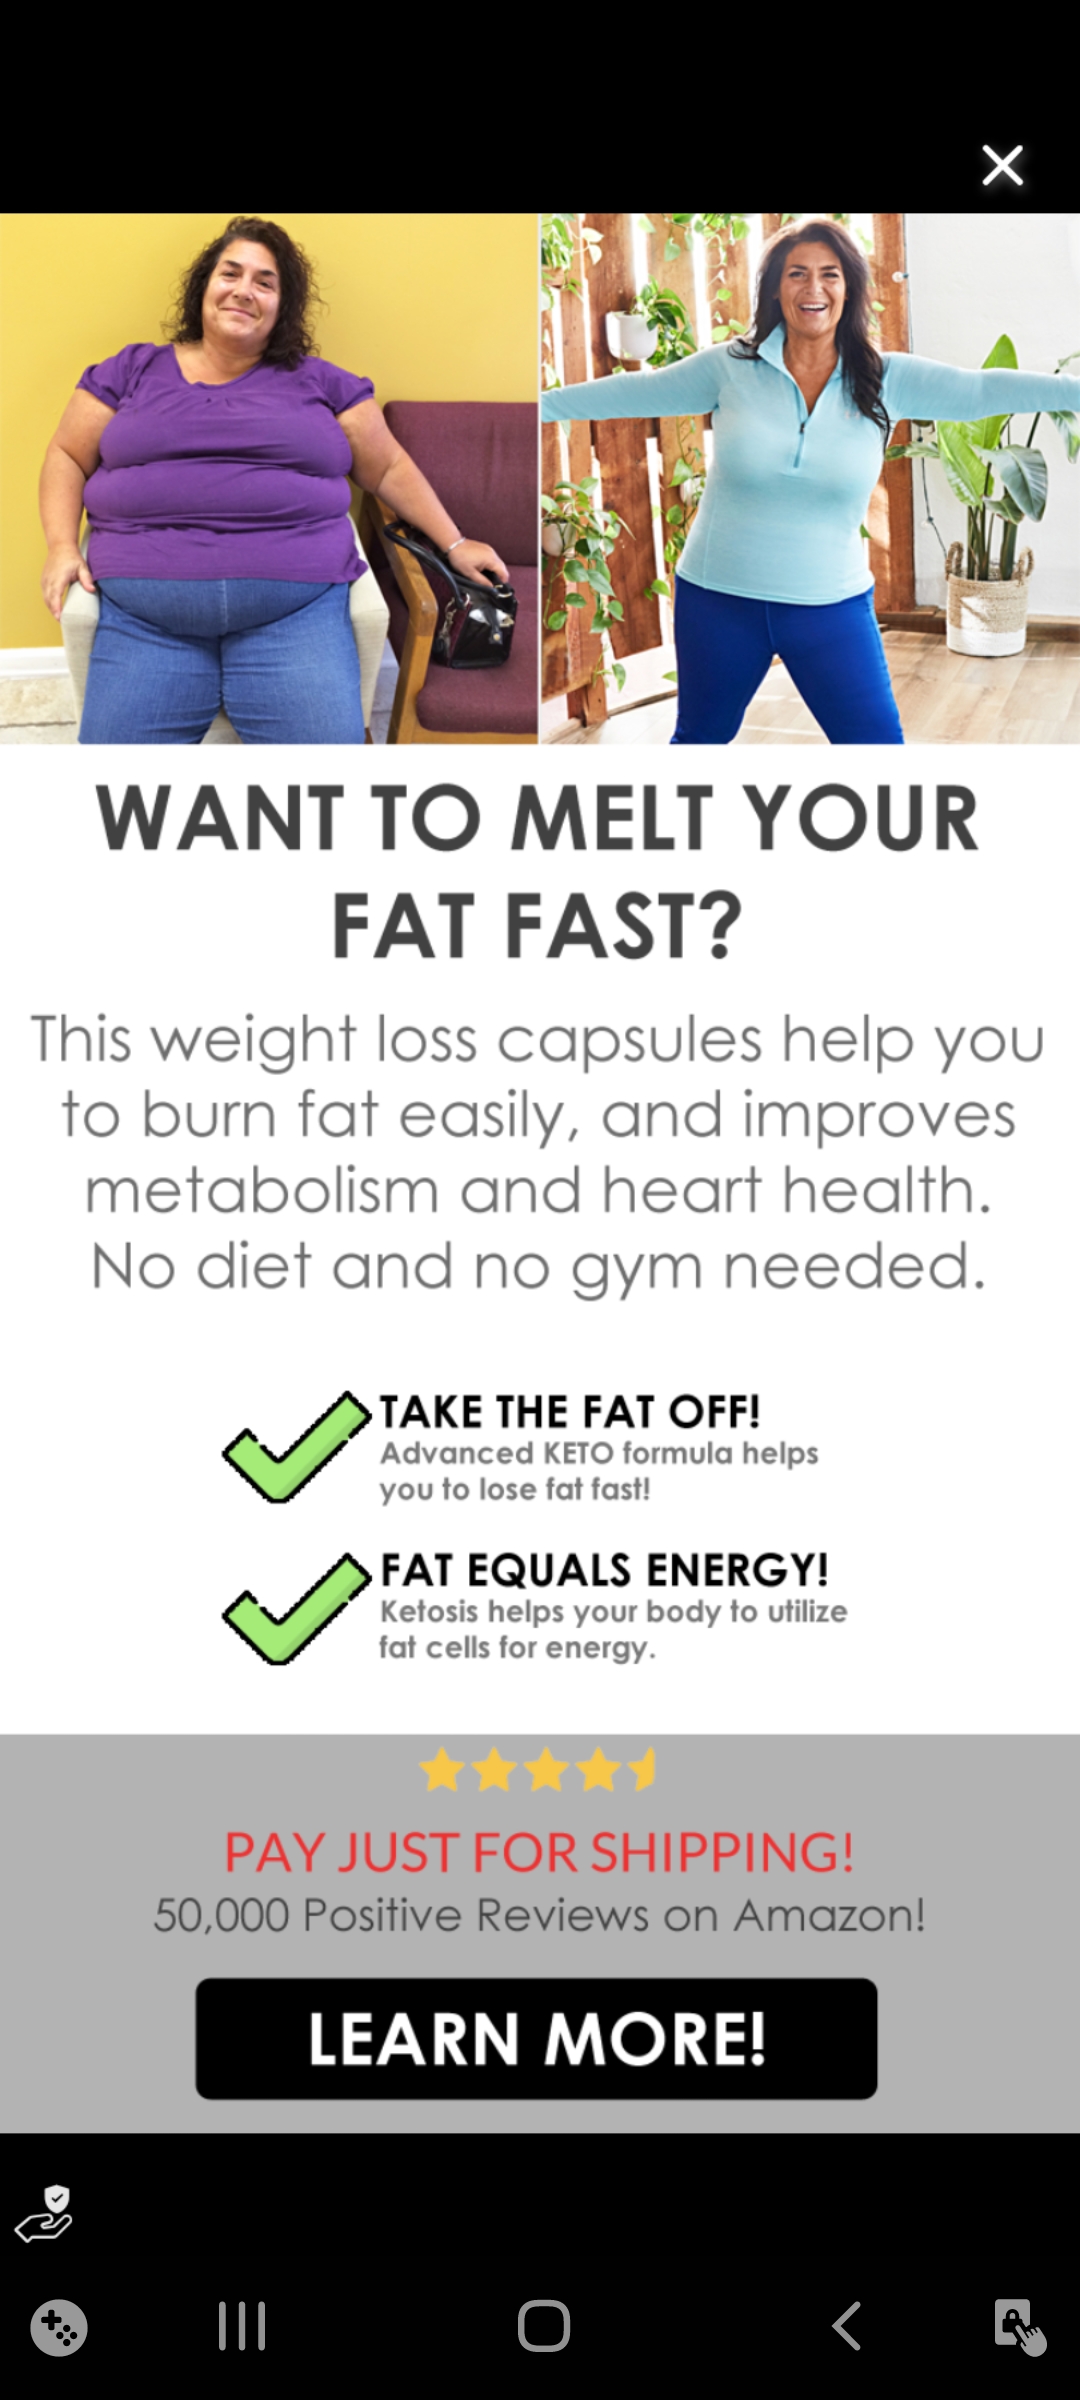 WANT TO MELT YOUR
FAT FAST?
This weight loss capsules help you
to burn fat easily, and improves
metabolism and heart health.
No diet and no gym needed.
TAKE THE FAT OFF!
Advanced KETO formula helps
you to lose fat fast!
FAT EQUALS ENERGY!
Ketosis helps your body to utilize
fat cells for energy.
PAY JUST FOR SHIPPING!
50,000 Positive Reviews on Amazon!
LEARN MORE!